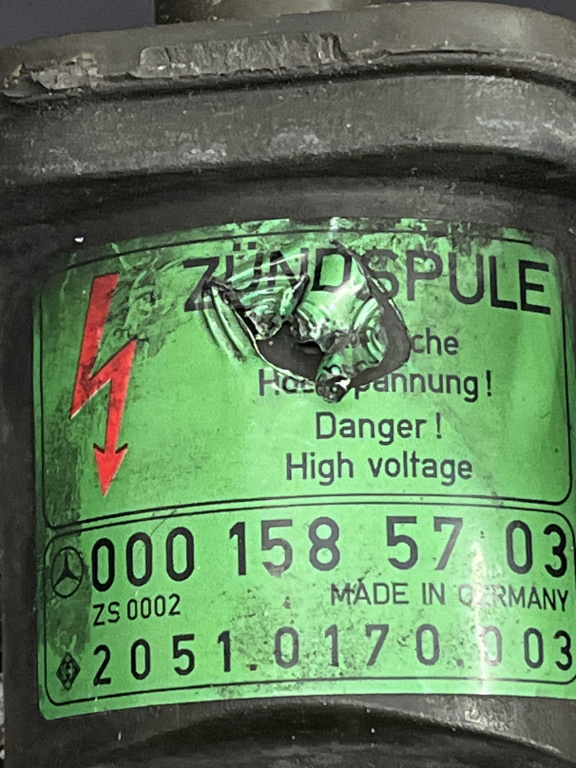 ZÜNDSPULE
Danger!
High voltage
000 158 57 03
ZS 0002
MADE IN GERMANY
2051.0170.003